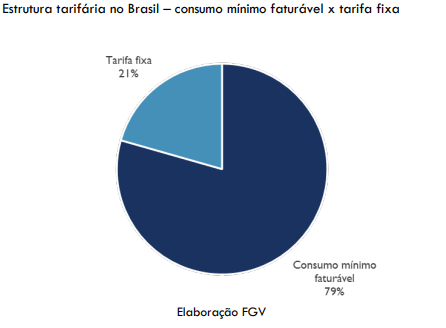 Estrutura tarifária no Brasil – consumo mínimo faturável x tarifa fixa
Tarifa fixa
21%
Consumo mínimo
faturável
79%
Elaboração FGV